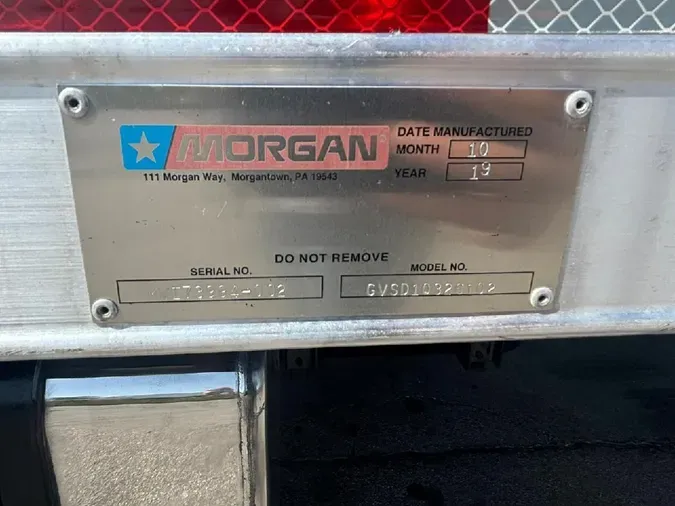 MORGAN
111 Morgan Way, Morgantown, PA 19543
DATE MANUFACTURED
MONTH 10
YEAR 19
DO NOT REMOVE
SERIAL NO.
MODEL NO.